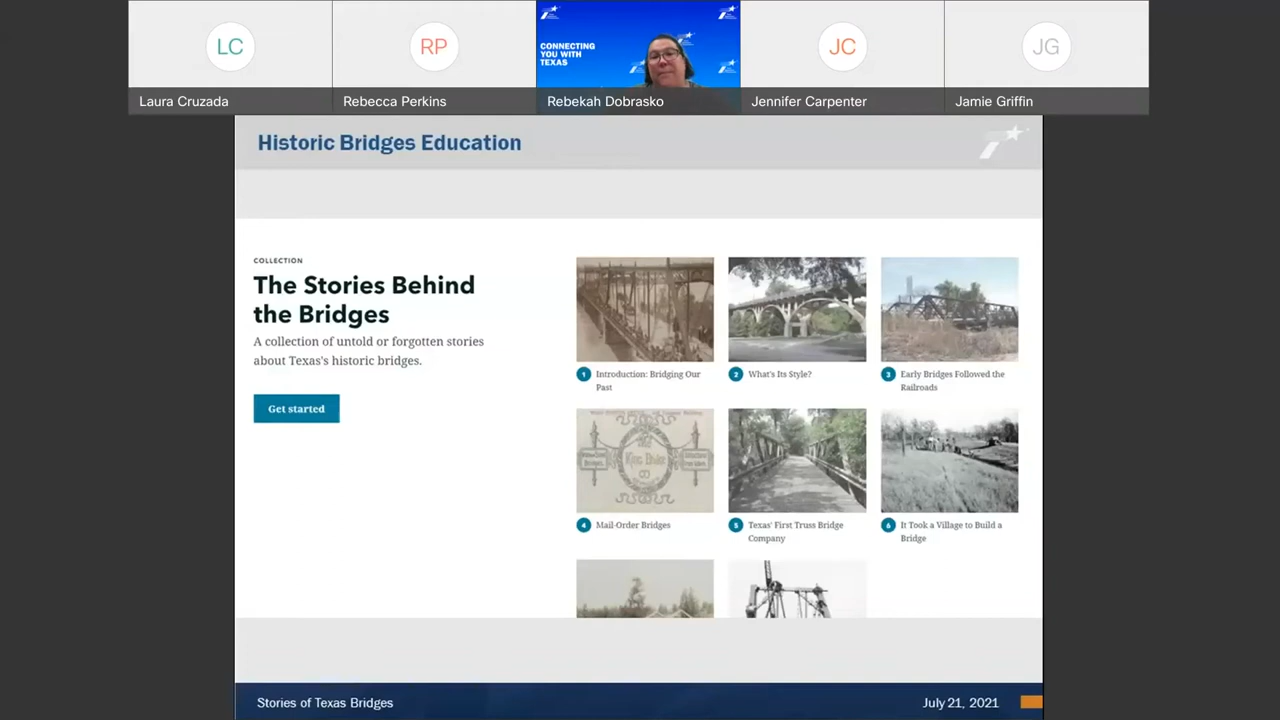 LC
RP
CONNECTING
YOU WITH
TEXAS
JC
JG
Laura Cruzada
Rebecca Perkins
Rebekah Dobrasko
Jennifer Carpenter
Jamie Griffin
Historic Bridges Education
COLLECTION
The Stories Behind
the Bridges
A collection of untold or forgotten stories
about Texas's historic bridges.
Get started
1 Introduction: Bridging Our
Past
2 What's Its Style?
3 Early Bridges Followed the
Railroads
King Bridge
4 Mail-Order Bridges
5 Texas' First Truss Bridge
Company
6 It Took a Village to Build a
Bridge
Stories of Texas Bridges
July 21, 2021